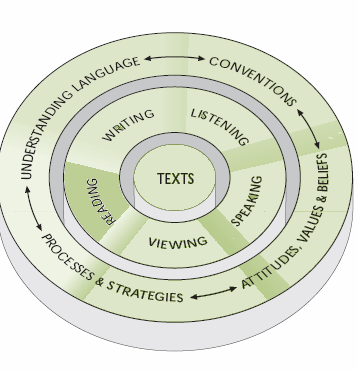 UNDERSTANDING LANGUAGE
CONVENTIONS
ATTITUDES, VALUES & BELIEFS
PROCESSES & STRATEGIES
WRITING
LISTENING
SPEAKING
VIEWING
READING
TEXTS